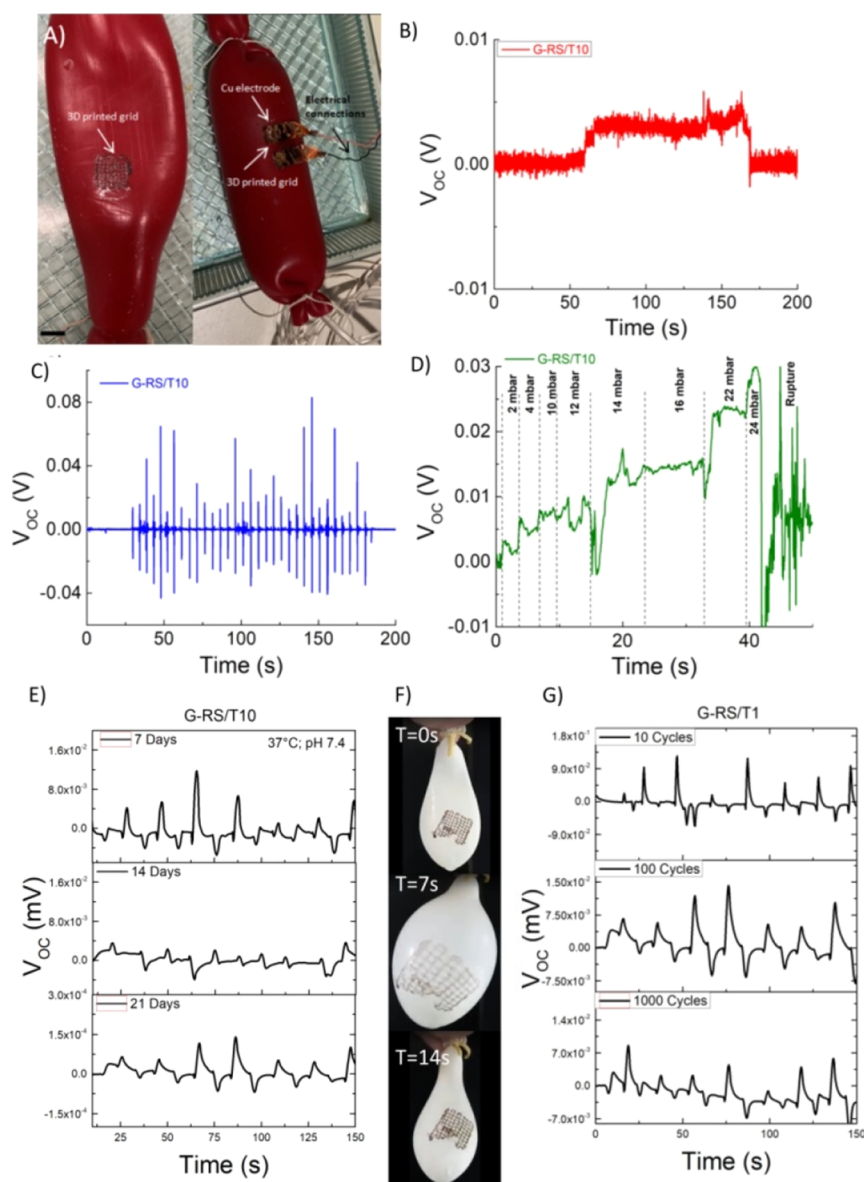 A)
3D printed grid
Cu electrode
Electrical
connections
3D printed grid
B)
G-RS/T10
0.01
0.00
-0.01
V_OC (V)
0 50 100 150 200
Time (s)
C)
G-RS/T10
0.08
0.04
0.00
-0.04
V_OC (V)
0 50 100 150 200
Time (s)
D)
G-RS/T10
2 mbar
4 mbar
10 mbar
12 mbar
14 mbar
16 mbar
22 mbar
24 mbar
Rupture
0.03
0.02
0.01
0.00
-0.01
V_OC (V)
0 20 40
Time (s)
E)
G-RS/T10
7 Days
37°C; pH 7.4
1.6x10⁻²
8.0x10⁻³
0.0
14 Days
1.6x10⁻²
8.0x10⁻³
0.0
21 Days
3.0x10⁻⁴
1.5x10⁻⁴
0.0
-1.5x10⁻⁴
V_OC (mV)
25 50 75 100 125 150
Time (s)
F)
T=0s
T=7s
T=14s
G)
G-RS/T1
10 Cycles
1.8x10⁻¹
9.0x10⁻²
0.0
-9.0x10⁻²
100 Cycles
1.50x10⁻²
7.50x10⁻³
0.00
-7.50x10⁻³
1000 Cycles
1.4x10⁻²
7.0x10⁻³
0.0
-7.0x10⁻³
V_OC (mV)
0 50 100 150
Time (s)